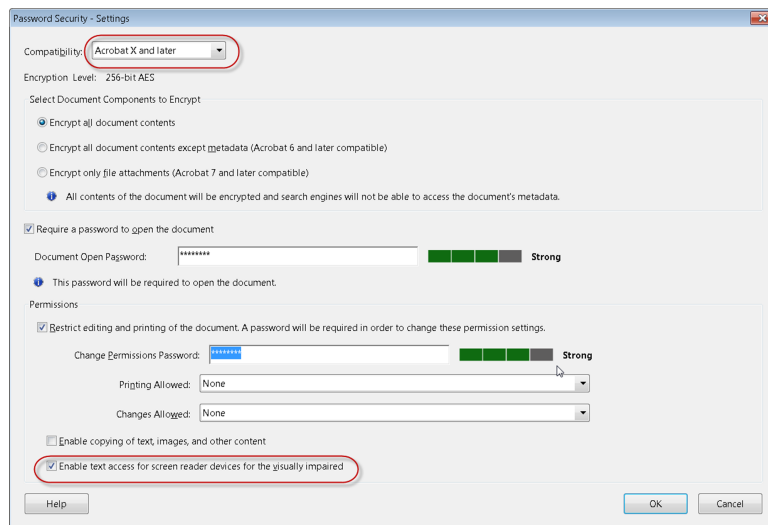 Password Security - Settings
Compatibility: Acrobat X and later
Encryption Level: 256-bit AES
Select Document Components to Encrypt
Encrypt all document contents
Encrypt all document contents except metadata (Acrobat 6 and later compatible)
Encrypt only file attachments (Acrobat 7 and later compatible)
All contents of the document will be encrypted and search engines will not be able to access the document's metadata.
Require a password to open the document
Document Open Password: ******** Strong
This password will be required to open the document.
Permissions
Restrict editing and printing of the document. A password will be required in order to change these permission settings.
Change Permissions Password: ******** Strong
Printing Allowed: None
Changes Allowed: None
Enable copying of text, images, and other content
Enable text access for screen reader devices for the visually impaired
Help OK Cancel